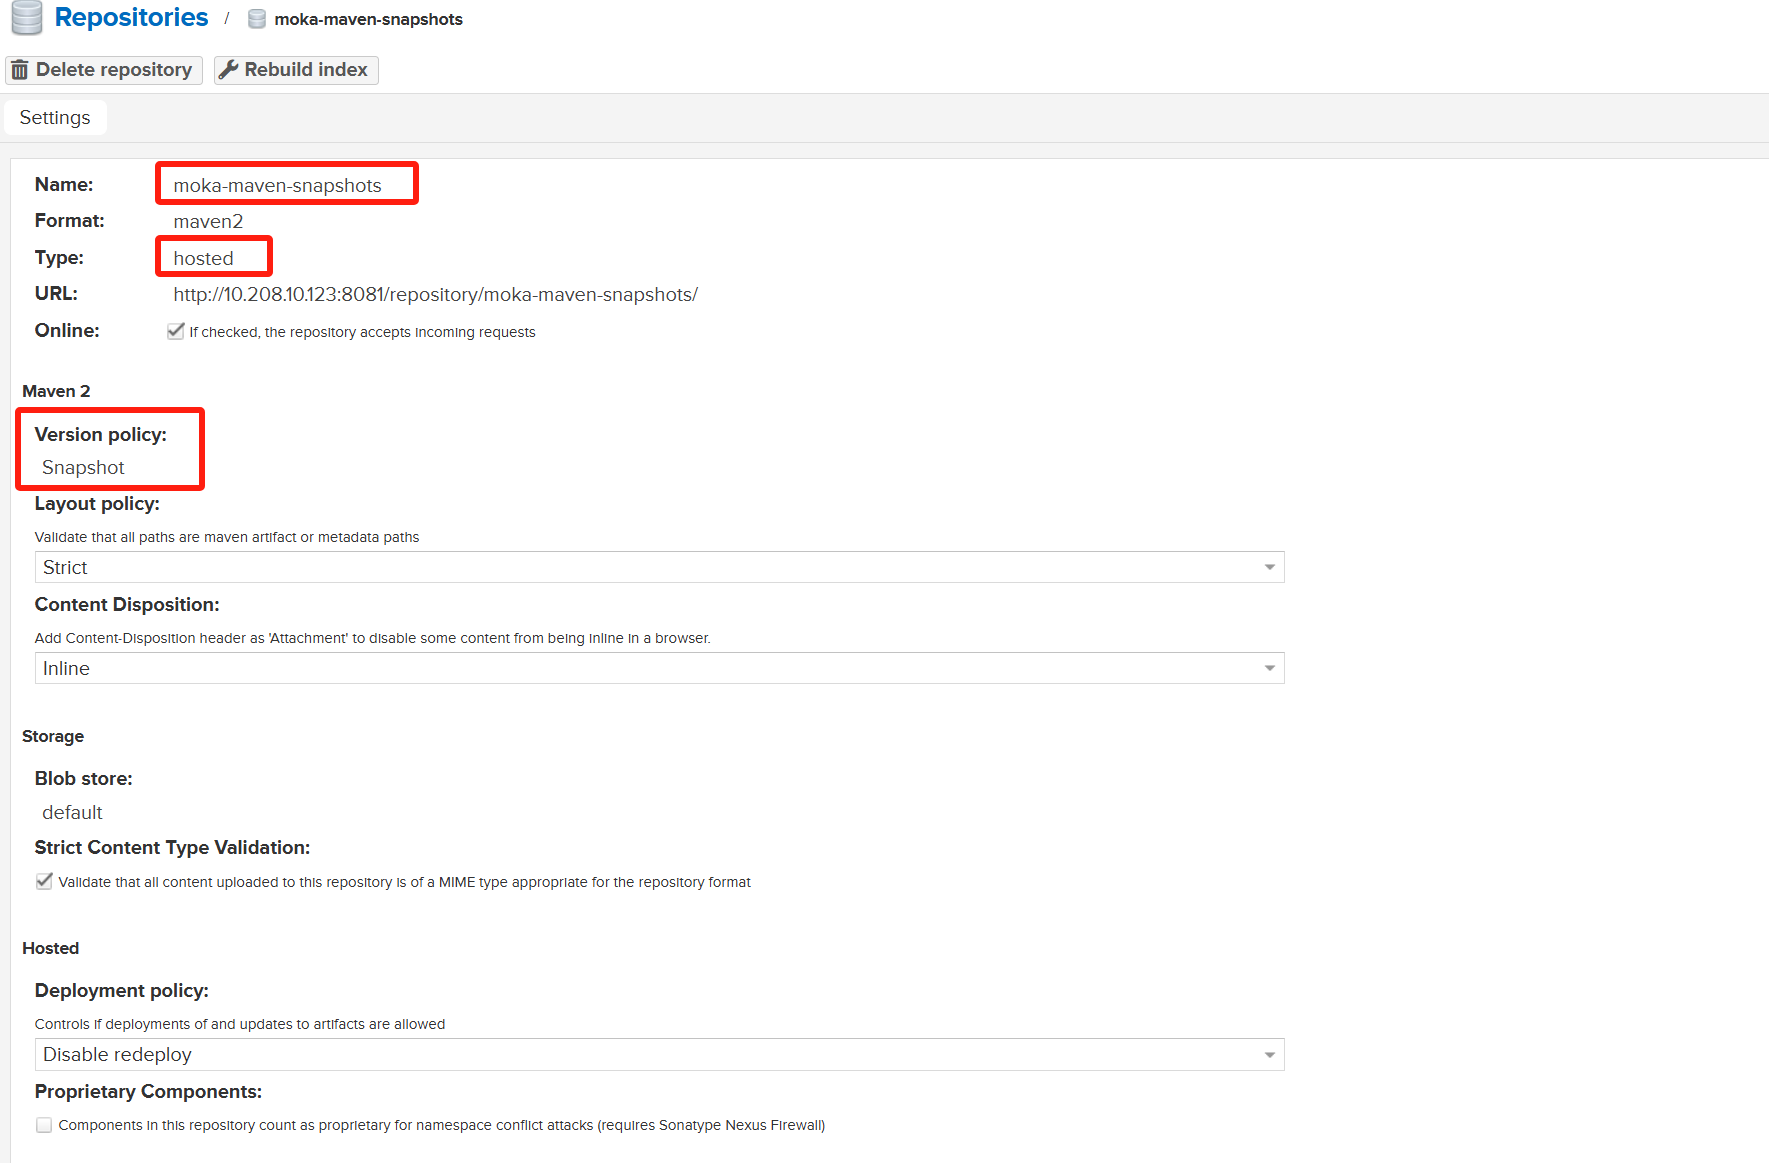 Repositories / moka-maven-snapshots
Delete repository Rebuild index
Settings
Name: moka-maven-snapshots
Format: maven2
Type: hosted
URL: http://10.208.10.123:8081/repository/moka-maven-snapshots/
Online: If checked, the repository accepts incoming requests
Maven 2
Version policy:
Snapshot
Layout policy:
Validate that all paths are maven artifact or metadata paths
Strict
Content Disposition:
Add Content-Disposition header as 'Attachment' to disable some content from being inline in a browser.
Inline
Storage
Blob store:
default
Strict Content Type Validation:
Validate that all content uploaded to this repository is of a MIME type appropriate for the repository format
Hosted
Deployment policy:
Controls if deployments of and updates to artifacts are allowed
Disable redeploy
Proprietary Components:
Components in this repository count as proprietary for namespace conflict attacks (requires Sonatype Nexus Firewall)